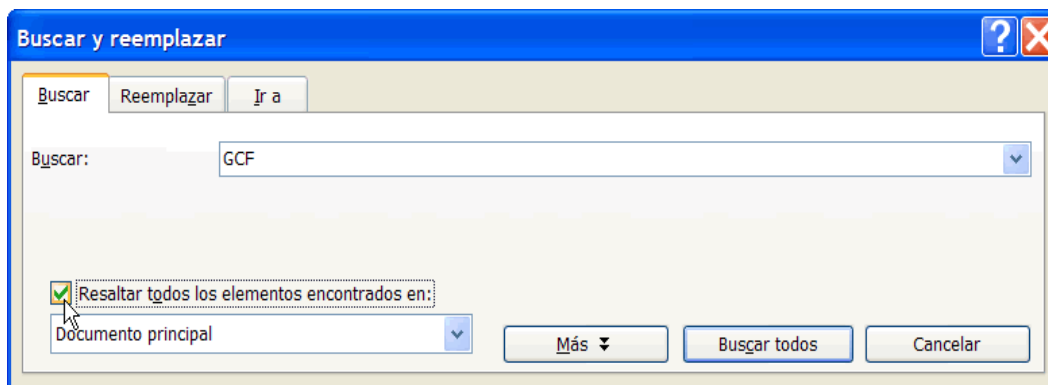 Buscar y reemplazar
Buscar Reemplazar Ir a
Buscar: GCF
Resaltar todos los elementos encontrados en:
Documento principal
Más Buscar todos Cancelar